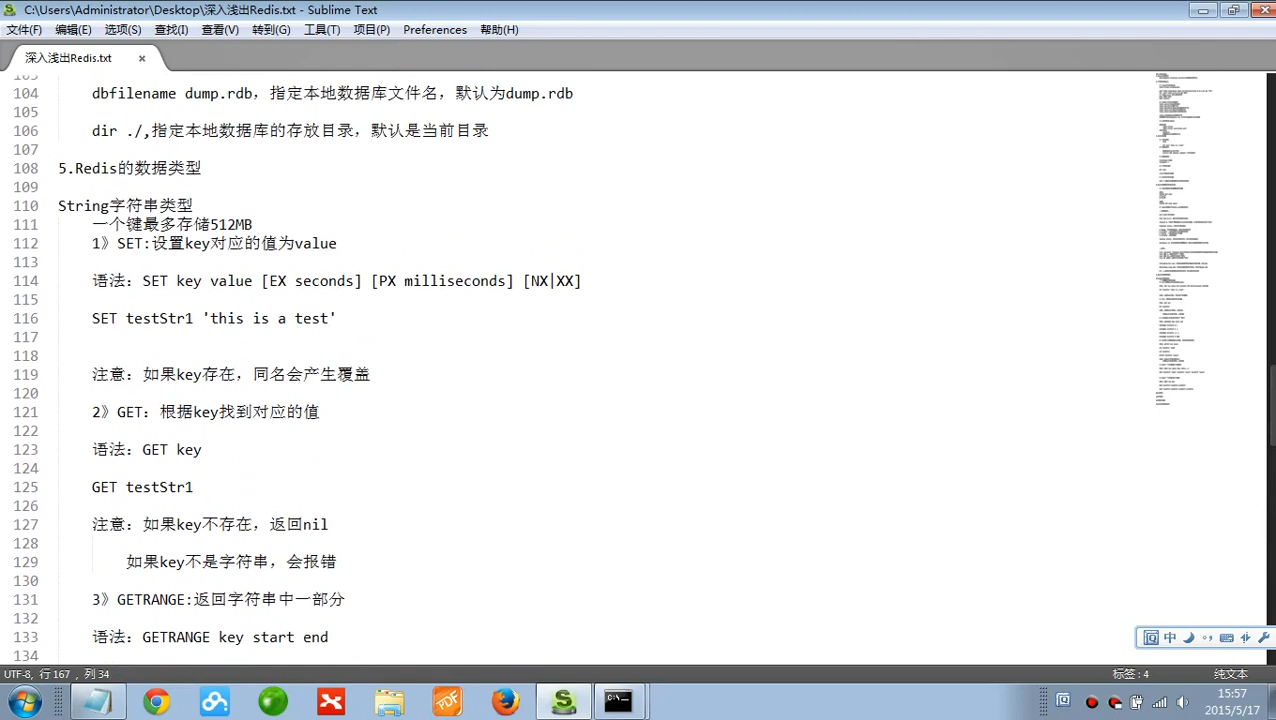 C:\Users\Administrator\Desktop\深入浅出Redis.txt - Sublime Text
文件(F) 编辑(E) 选项(S) 查找(I) 查看(V) 转到(G) 工具(T) 项目(P) Preferences 帮助(H)
深入浅出Redis.txt
103
104 dbfilename dump.rdb，指定本地数据库文件名，默认为dump.rdb
105
106 dir ./,指定本地数据库的存放目录，默认是当前
107
108 5.Redis的数据类型
109
110 String字符串类型
一个键最大存储512MB
112 1》SET:设置key对应的值为value
113
114 语法：SET key value [EX seconds] [PX milliseconds] [NX|XX]
115
116 SET testStr1 'this is a test'
117
118
119 注意：如果key存在，同名会产生覆盖
120
121 2》GET：根据key找到对应的值
122
123 语法：GET key
124
125 GET testStr1
126
127 注意：如果key不存在，返回nil
128
129 如果key不是字符串，会报错
130
131 3》GETRANGE:返回字符串中一部分
132
133 语法：GETRANGE key start end
134
中
UTF-8, 行 167 , 列 34 标签: 4 纯文本
15:57
2015/5/17